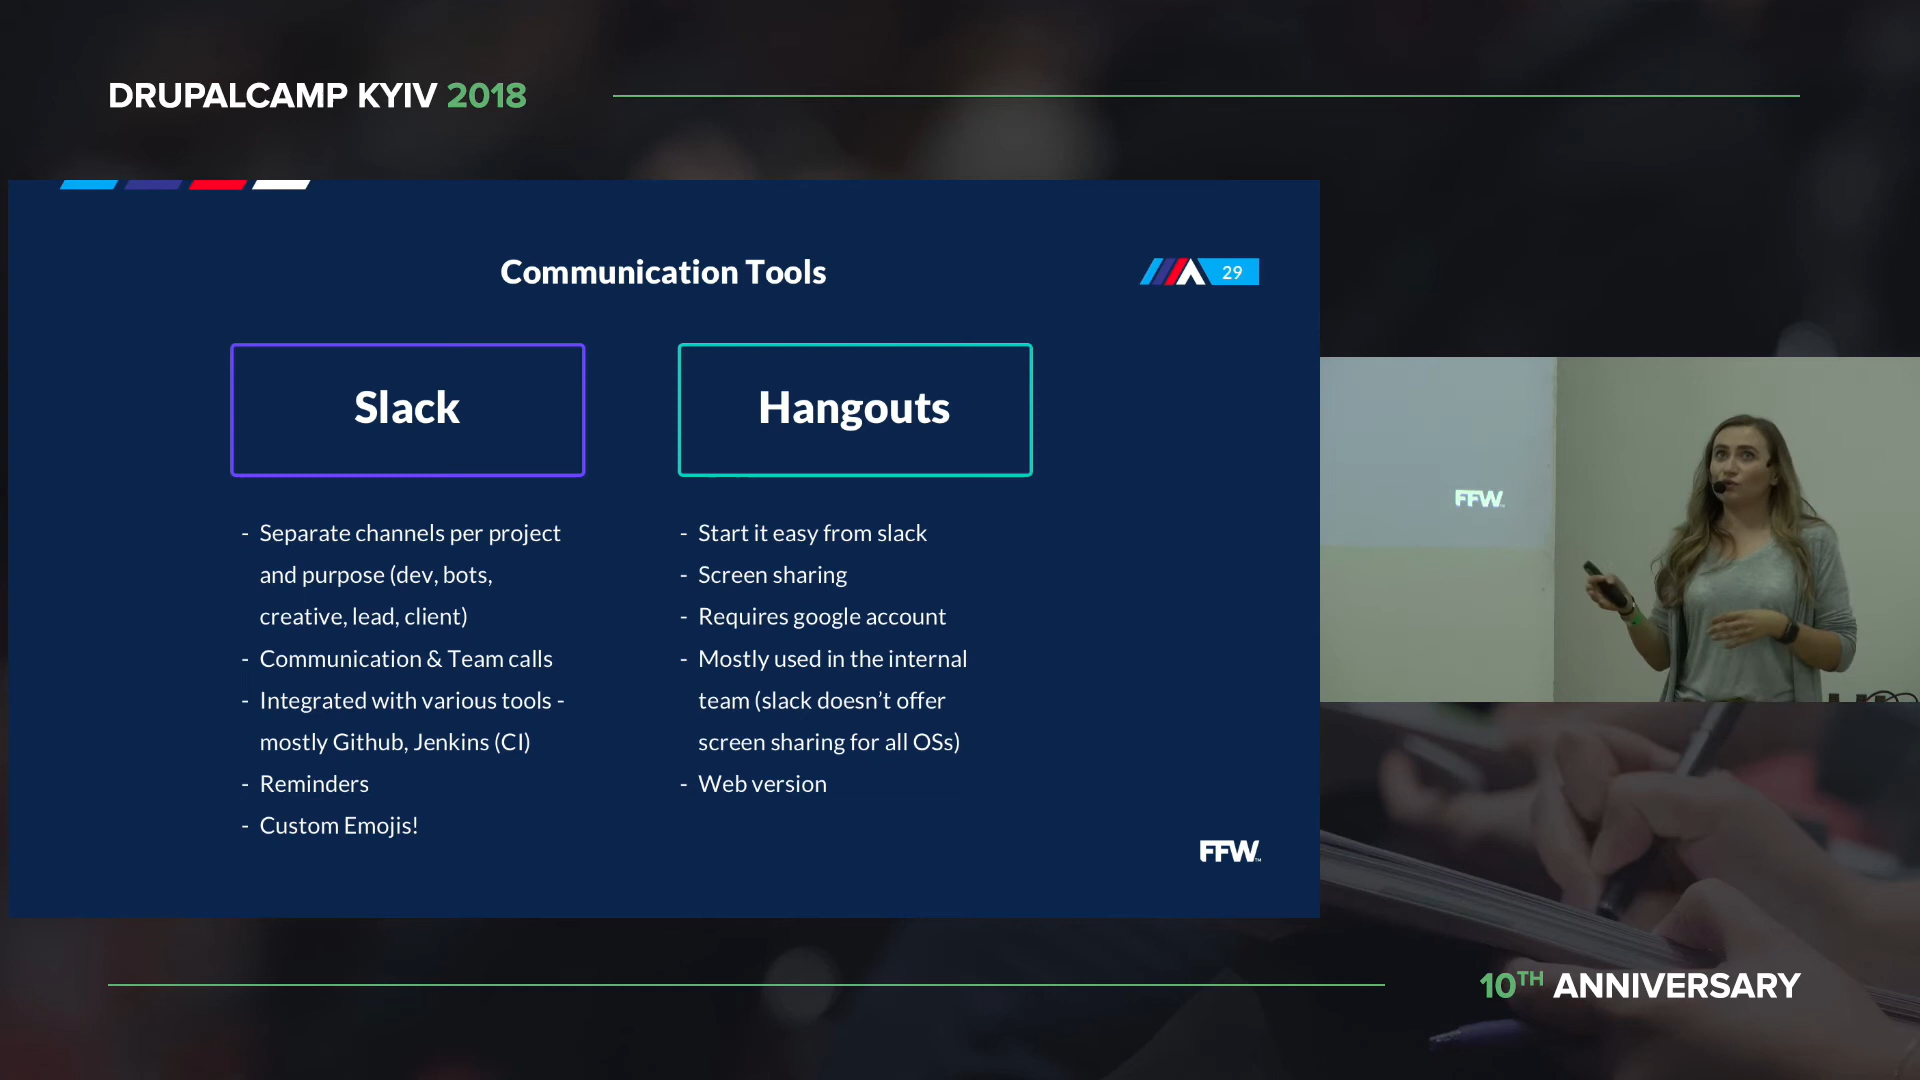 DRUPALCAMP KYIV 2018
Communication Tools
29
Slack
- Separate channels per project
and purpose (dev, bots,
creative, lead, client)
- Communication & Team calls
- Integrated with various tools -
mostly Github, Jenkins (CI)
- Reminders
- Custom Emojis!
Hangouts
- Start it easy from slack
- Screen sharing
- Requires google account
- Mostly used in the internal
team (slack doesn’t offer
screen sharing for all OSs)
- Web version
FFW™
FFW
10TH ANNIVERSARY